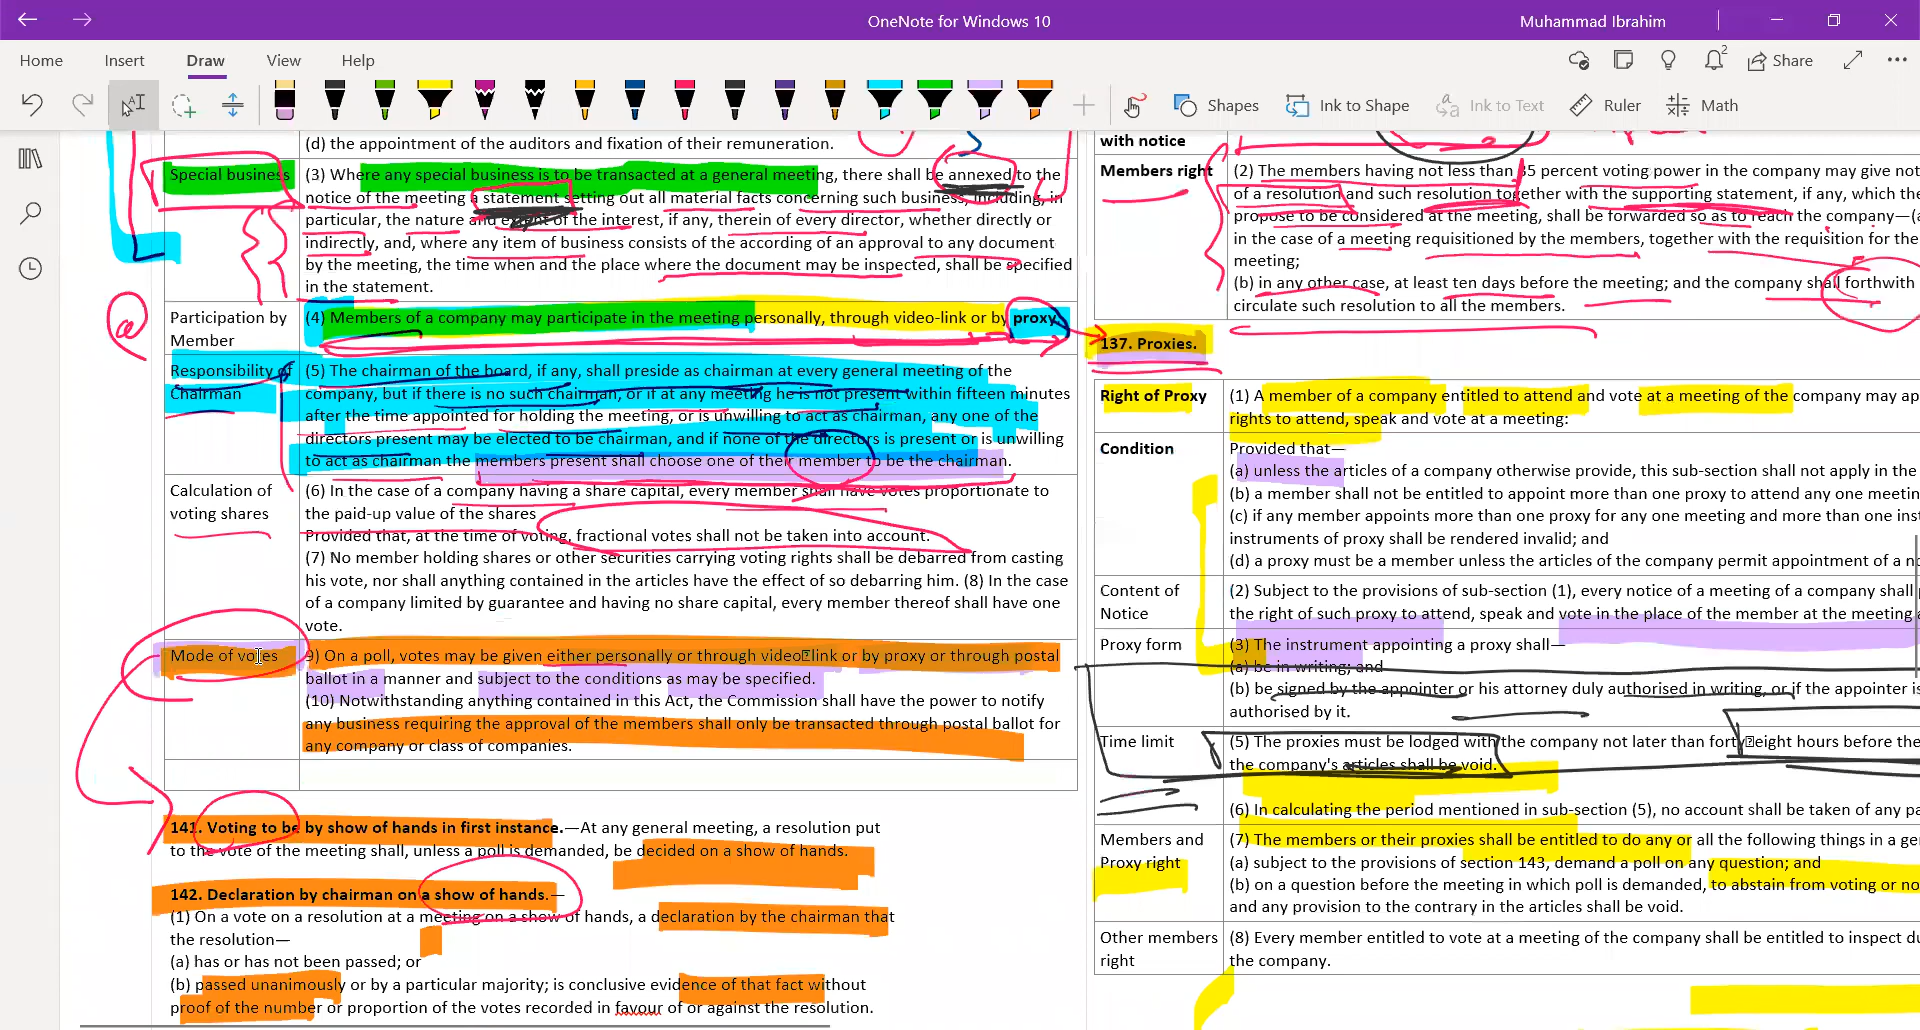 OneNote for Windows 10
Muhammad Ibrahim
Home Insert Draw View Help
2 Share
Shapes Ink to Shape Ink to Text Ruler Math
(d) the appointment of the auditors and fixation of their remuneration.
Special business
(3) Where any special business is to be transacted at a general meeting, there shall be annexed to the
notice of the meeting a statement setting out all material facts concerning such business, including, in
particular, the nature and extent of the interest, if any, therein of every director, whether directly or
indirectly, and, where any item of business consists of the according of an approval to any document
by the meeting, the time when and the place where the document may be inspected, shall be specified
in the statement.
Participation by
Member
(4) Members of a company may participate in the meeting personally, through video-link or by proxy.
Responsibility of
Chairman
(5) The chairman of the board, if any, shall preside as chairman at every general meeting of the
company, but if there is no such chairman, or if at any meeting he is not present within fifteen minutes
after the time appointed for holding the meeting, or is unwilling to act as chairman, any one of the
directors present may be elected to be chairman, and if none of the directors is present or is unwilling
to act as chairman the members present shall choose one of their member to be the chairman.
Calculation of
voting shares
(6) In the case of a company having a share capital, every member shall have votes proportionate to
the paid-up value of the shares
Provided that, at the time of voting, fractional votes shall not be taken into account.
(7) No member holding shares or other securities carrying voting rights shall be debarred from casting
his vote, nor shall anything contained in the articles have the effect of so debarring him. (8) In the case
of a company limited by guarantee and having no share capital, every member thereof shall have one
vote.
Mode of votes
9) On a poll, votes may be given either personally or through video link or by proxy or through postal
ballot in a manner and subject to the conditions as may be specified.
(10) Notwithstanding anything contained in this Act, the Commission shall have the power to notify
any business requiring the approval of the members shall only be transacted through postal ballot for
any company or class of companies.
141. Voting to be by show of hands in first instance.—At any general meeting, a resolution put
to the vote of the meeting shall, unless a poll is demanded, be decided on a show of hands.
142. Declaration by chairman on a show of hands.—
(1) On a vote on a resolution at a meeting on a show of hands, a declaration by the chairman that
the resolution—
(a) has or has not been passed; or
(b) passed unanimously or by a particular majority; is conclusive evidence of that fact without
proof of the number or proportion of the votes recorded in favour of or against the resolution.
with notice
Members right
(2) The members having not less than 35 percent voting power in the company may give not
of a resolution and such resolution together with the supporting statement, if any, which the
propose to be considered at the meeting, shall be forwarded so as to reach the company—(a
in the case of a meeting requisitioned by the members, together with the requisition for the
meeting;
(b) in any other case, at least ten days before the meeting; and the company shall forthwith
circulate such resolution to all the members.
137. Proxies.
Right of Proxy
(1) A member of a company entitled to attend and vote at a meeting of the company may ap
rights to attend, speak and vote at a meeting:
Condition
Provided that—
(a) unless the articles of a company otherwise provide, this sub-section shall not apply in the
(b) a member shall not be entitled to appoint more than one proxy to attend any one meetin
(c) if any member appoints more than one proxy for any one meeting and more than one inst
instruments of proxy shall be rendered invalid; and
(d) a proxy must be a member unless the articles of the company permit appointment of a n
Content of
Notice
(2) Subject to the provisions of sub-section (1), every notice of a meeting of a company shall
the right of such proxy to attend, speak and vote in the place of the member at the meeting
Proxy form
(3) The instrument appointing a proxy shall—
(a) be in writing; and
(b) be signed by the appointer or his attorney duly authorised in writing, or if the appointer is
authorised by it.
Time limit
(5) The proxies must be lodged with the company not later than forty eight hours before the
the company's articles shall be void.
(6) In calculating the period mentioned in sub-section (5), no account shall be taken of any pa
Members and
Proxy right
(7) The members or their proxies shall be entitled to do any or all the following things in a ge
(a) subject to the provisions of section 143, demand a poll on any question; and
(b) on a question before the meeting in which poll is demanded, to abstain from voting or no
and any provision to the contrary in the articles shall be void.
Other members
right
(8) Every member entitled to vote at a meeting of the company shall be entitled to inspect du
the company.